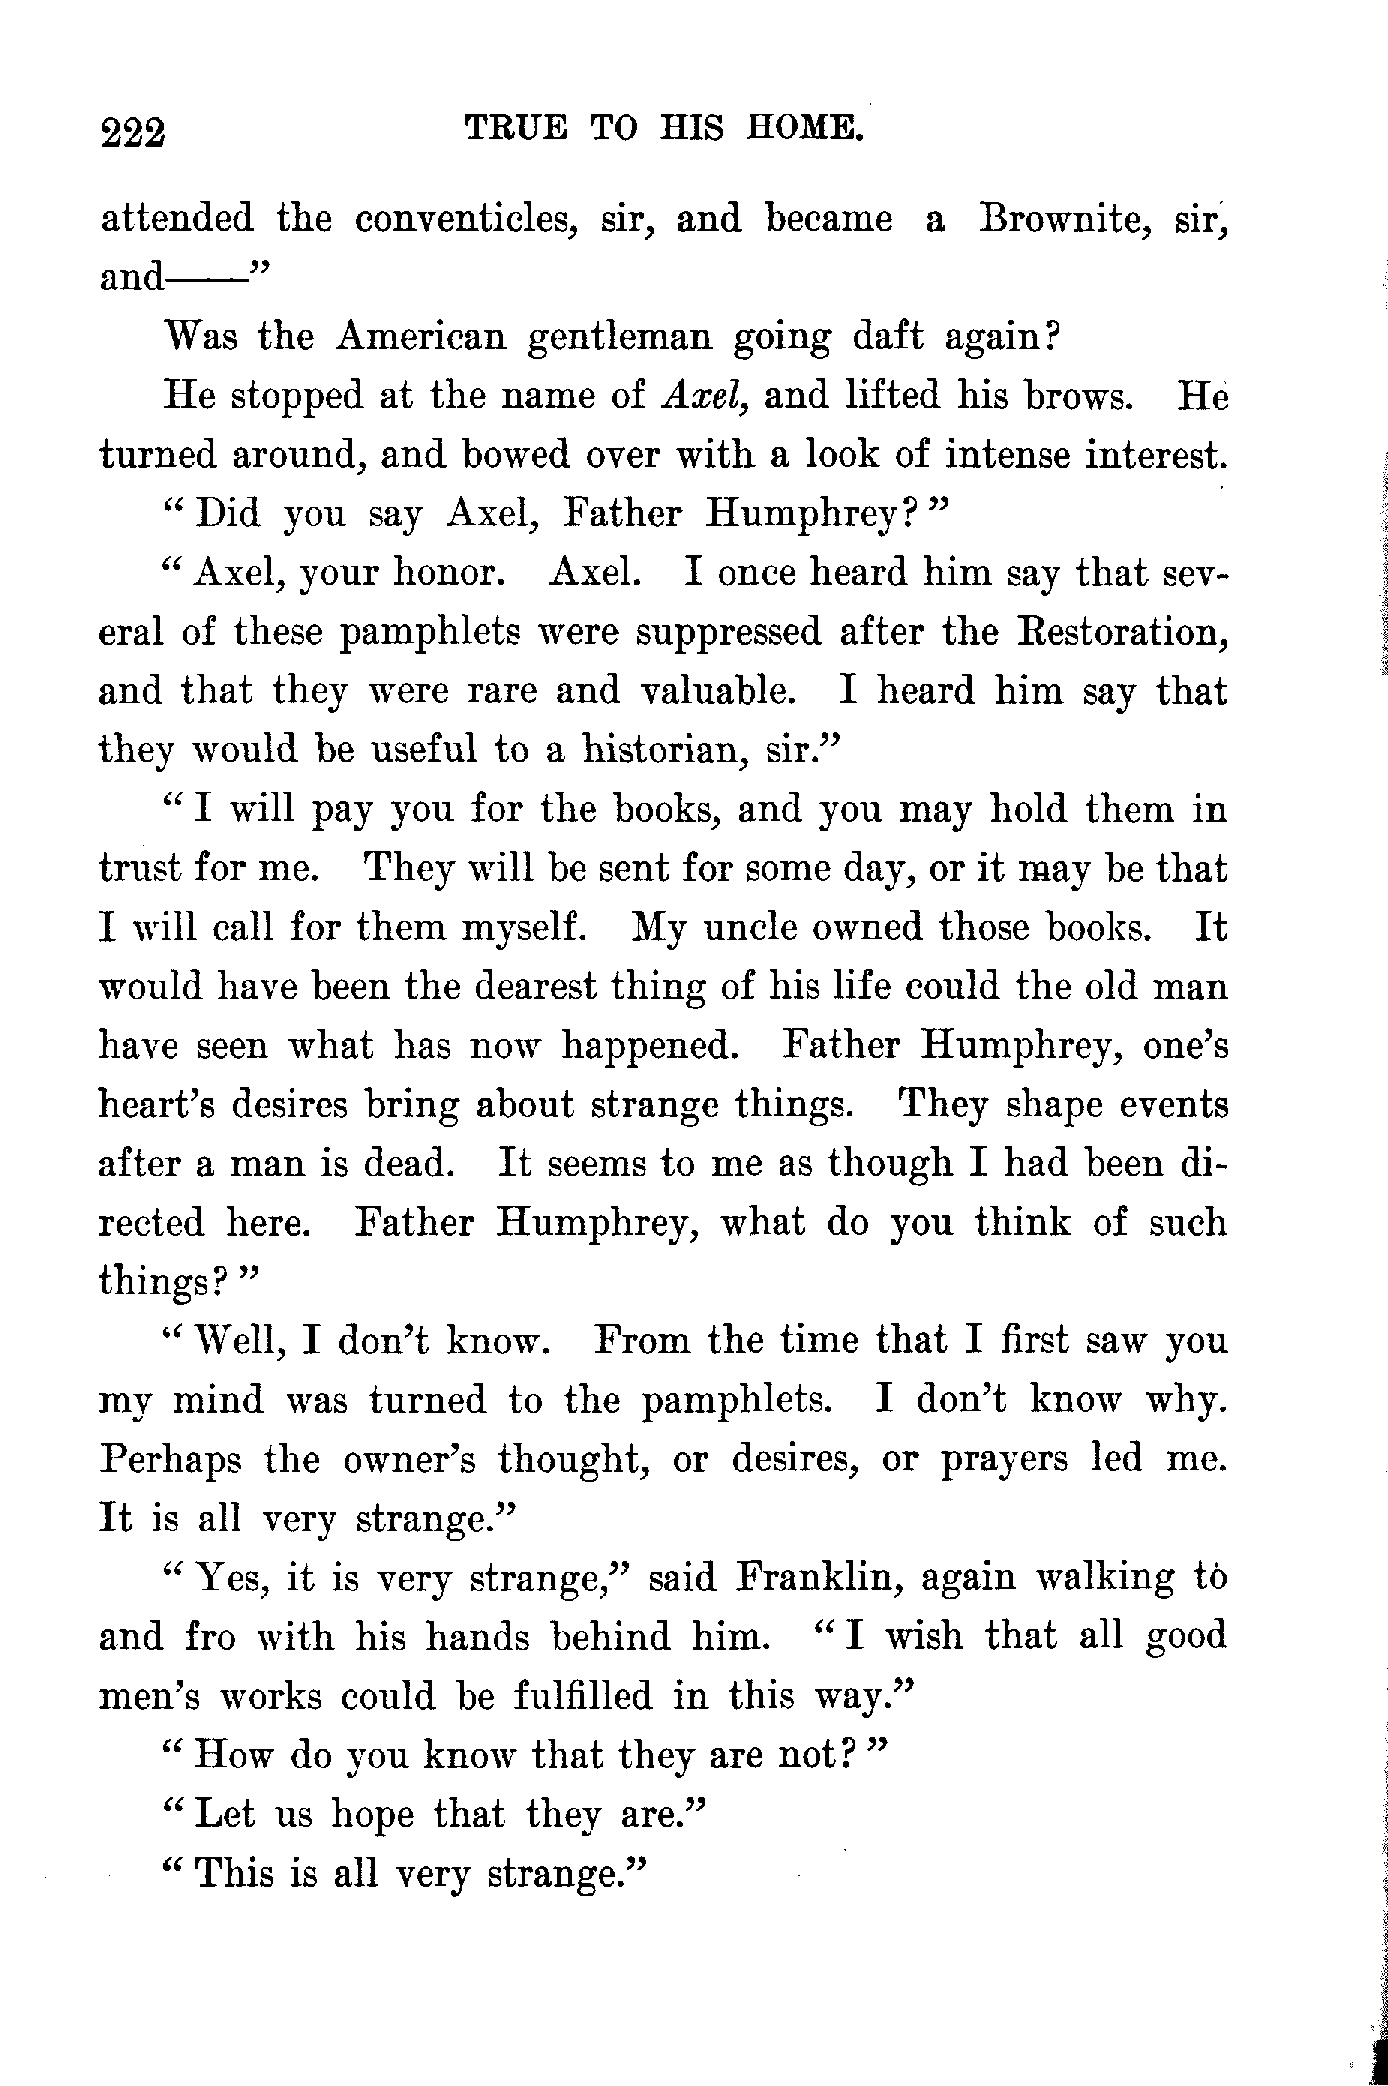 222 TRUE TO HIS HOME.
attended the conventicles, sir, and became a Brownite, sir,
and——”
Was the American gentleman going daft again?
He stopped at the name of Axel, and lifted his brows. He
turned around, and bowed over with a look of intense interest.
“ Did you say Axel, Father Humphrey? ”
“ Axel, your honor. Axel. I once heard him say that sev-
eral of these pamphlets were suppressed after the Restoration,
and that they were rare and valuable. I heard him say that
they would be useful to a historian, sir.”
“ I will pay you for the books, and you may hold them in
trust for me. They will be sent for some day, or it may be that
I will call for them myself. My uncle owned those books. It
would have been the dearest thing of his life could the old man
have seen what has now happened. Father Humphrey, one’s
heart’s desires bring about strange things. They shape events
after a man is dead. It seems to me as though I had been di-
rected here. Father Humphrey, what do you think of such
things? ”
“ Well, I don’t know. From the time that I first saw you
my mind was turned to the pamphlets. I don’t know why.
Perhaps the owner’s thought, or desires, or prayers led me.
It is all very strange.”
“ Yes, it is very strange,” said Franklin, again walking to
and fro with his hands behind him. “ I wish that all good
men’s works could be fulfilled in this way.”
“ How do you know that they are not? ”
“ Let us hope that they are.”
“ This is all very strange.”